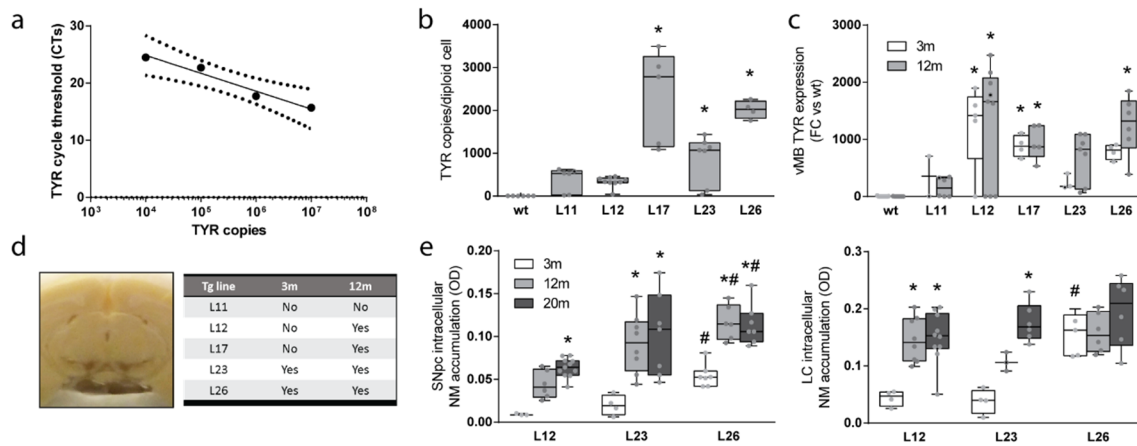 a
TYR cycle threshold (CTs)
30
20
10
0
10³ 10⁴ 10⁵ 10⁶ 10⁷ 10⁸
TYR copies
b
TYR copies/diploid cell
4000
3000
2000
1000
0
wt L11 L12 L17 L23 L26
* * *
c
vMB TYR expression
(FC vs wt)
3m
12m
3000
2000
1000
0
wt L11 L12 L17 L23 L26
* * * * *
d
Tg line 3m 12m
L11 No No
L12 No Yes
L17 No Yes
L23 Yes Yes
L26 Yes Yes
e
SNpc intracellular
NM accumulation (OD)
3m
12m
20m
0.20
0.15
0.10
0.05
0.00
L12 L23 L26
* * * # *# *#
LC intracellular
NM accumulation (OD)
0.3
0.2
0.1
0.0
L12 L23 L26
* * * #